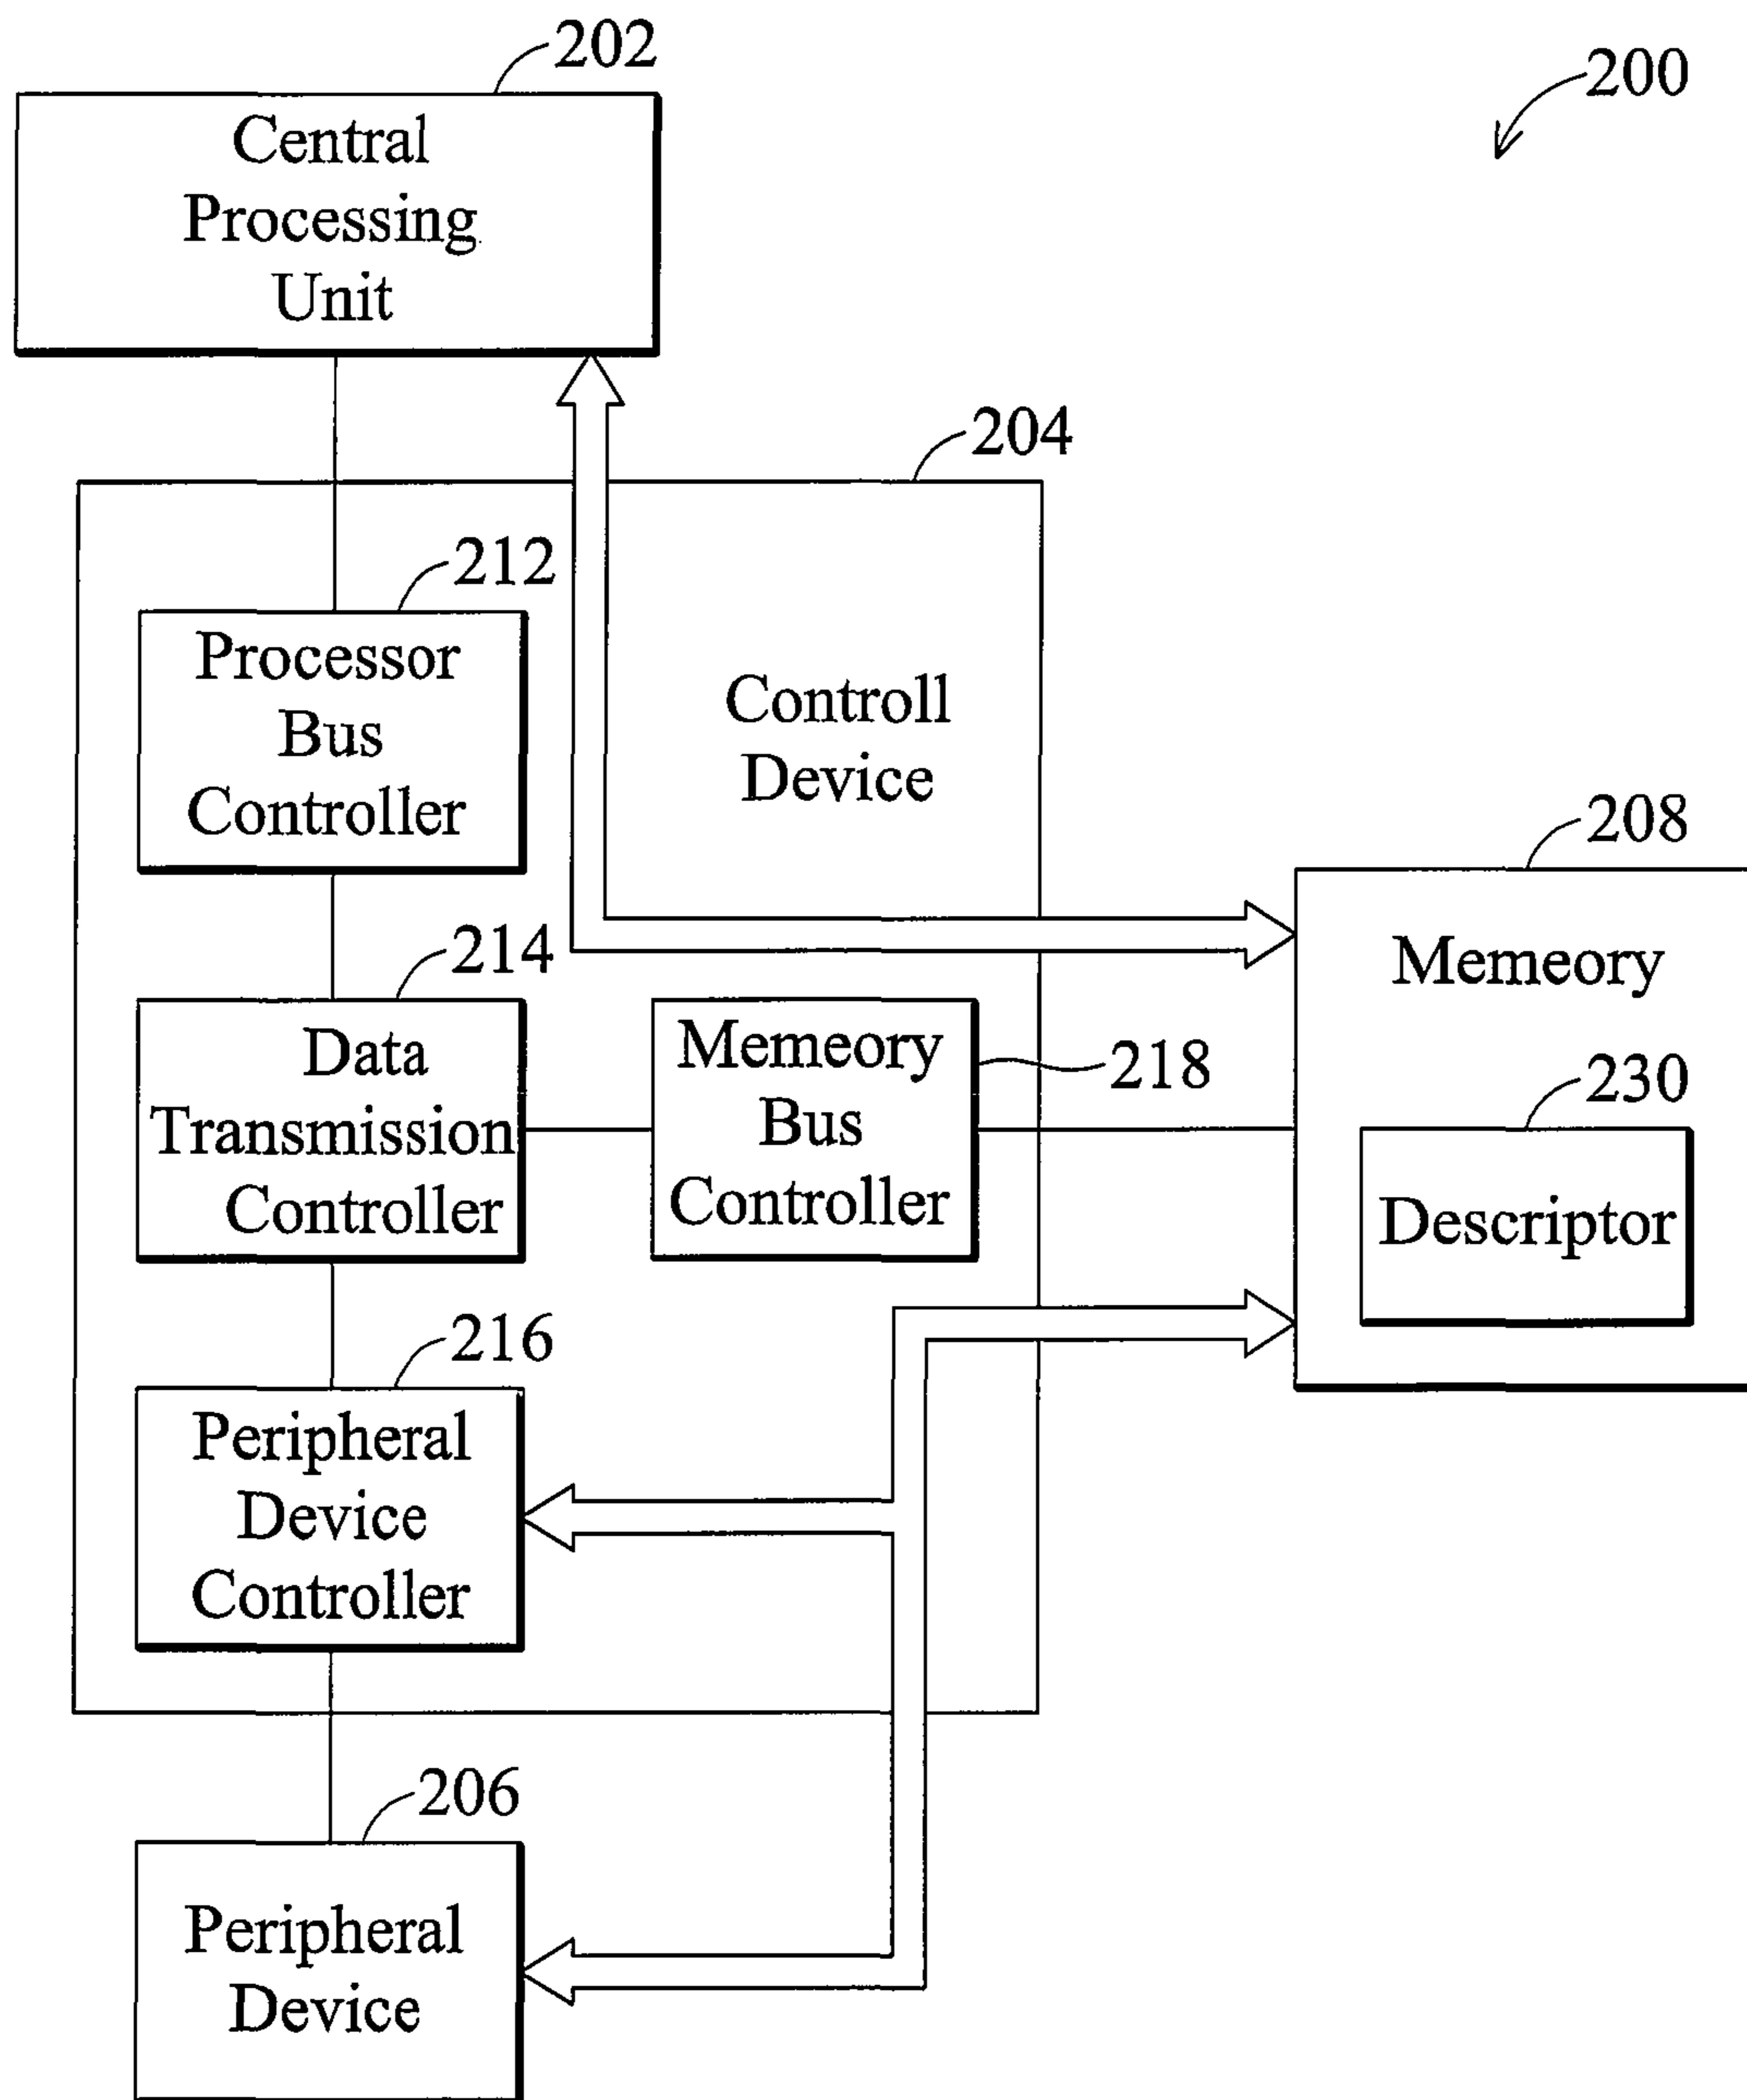 202
200
Central
Processing
Unit
204
212
Processor
Bus
Controller
Controll
Device
208
Memeory
214
Data
Transmission
Controller
Memeory
Bus
Controller
218
230
Descriptor
216
Peripheral
Device
Controller
206
Peripheral
Device